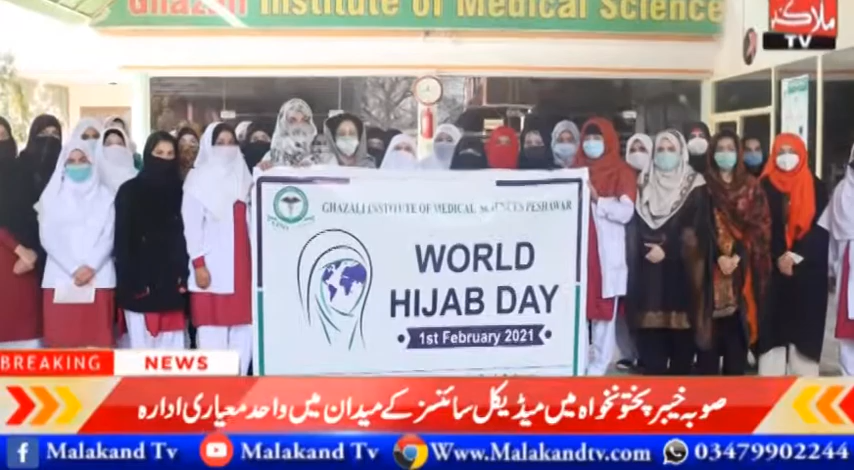 Ghazali Institute of Medical Science
ملاکنڈ
TV
GHAZALI INSTITUTE OF MEDICAL SCIENCES PESHAWAR
WORLD
HIJAB DAY
1ST FEBRUARY 2021
BREAKING NEWS
صوبہ خیبر پختونخواہ میں میڈیکل سائنسز کے میدان میں واحد معیاری ادارہ
Malakand Tv Malakand Tv Www.Malakandtv.com 03479902244